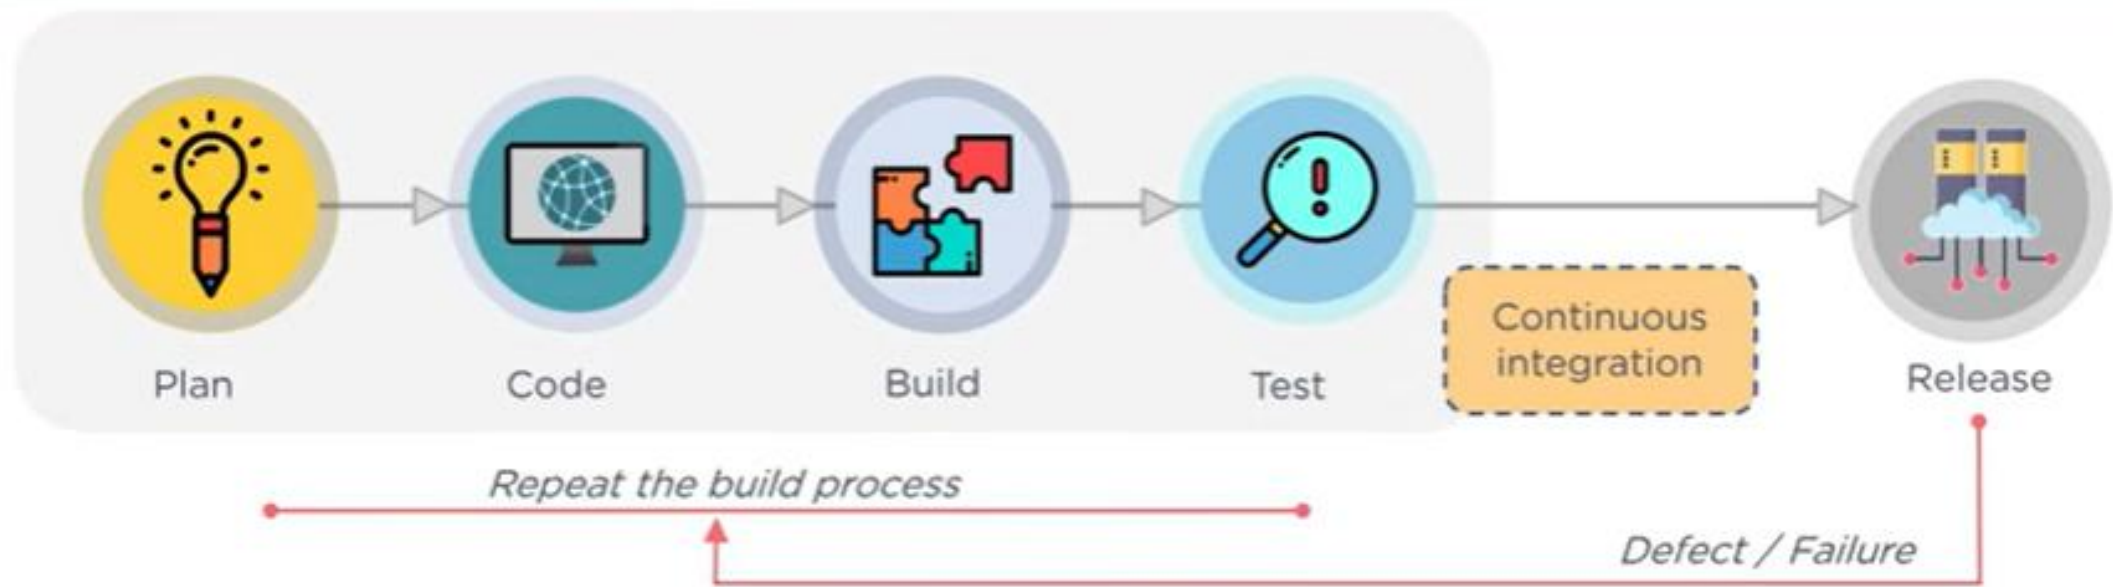 Plan
Code
Build
Test
Continuous
integration
Release
Repeat the build process
Defect / Failure